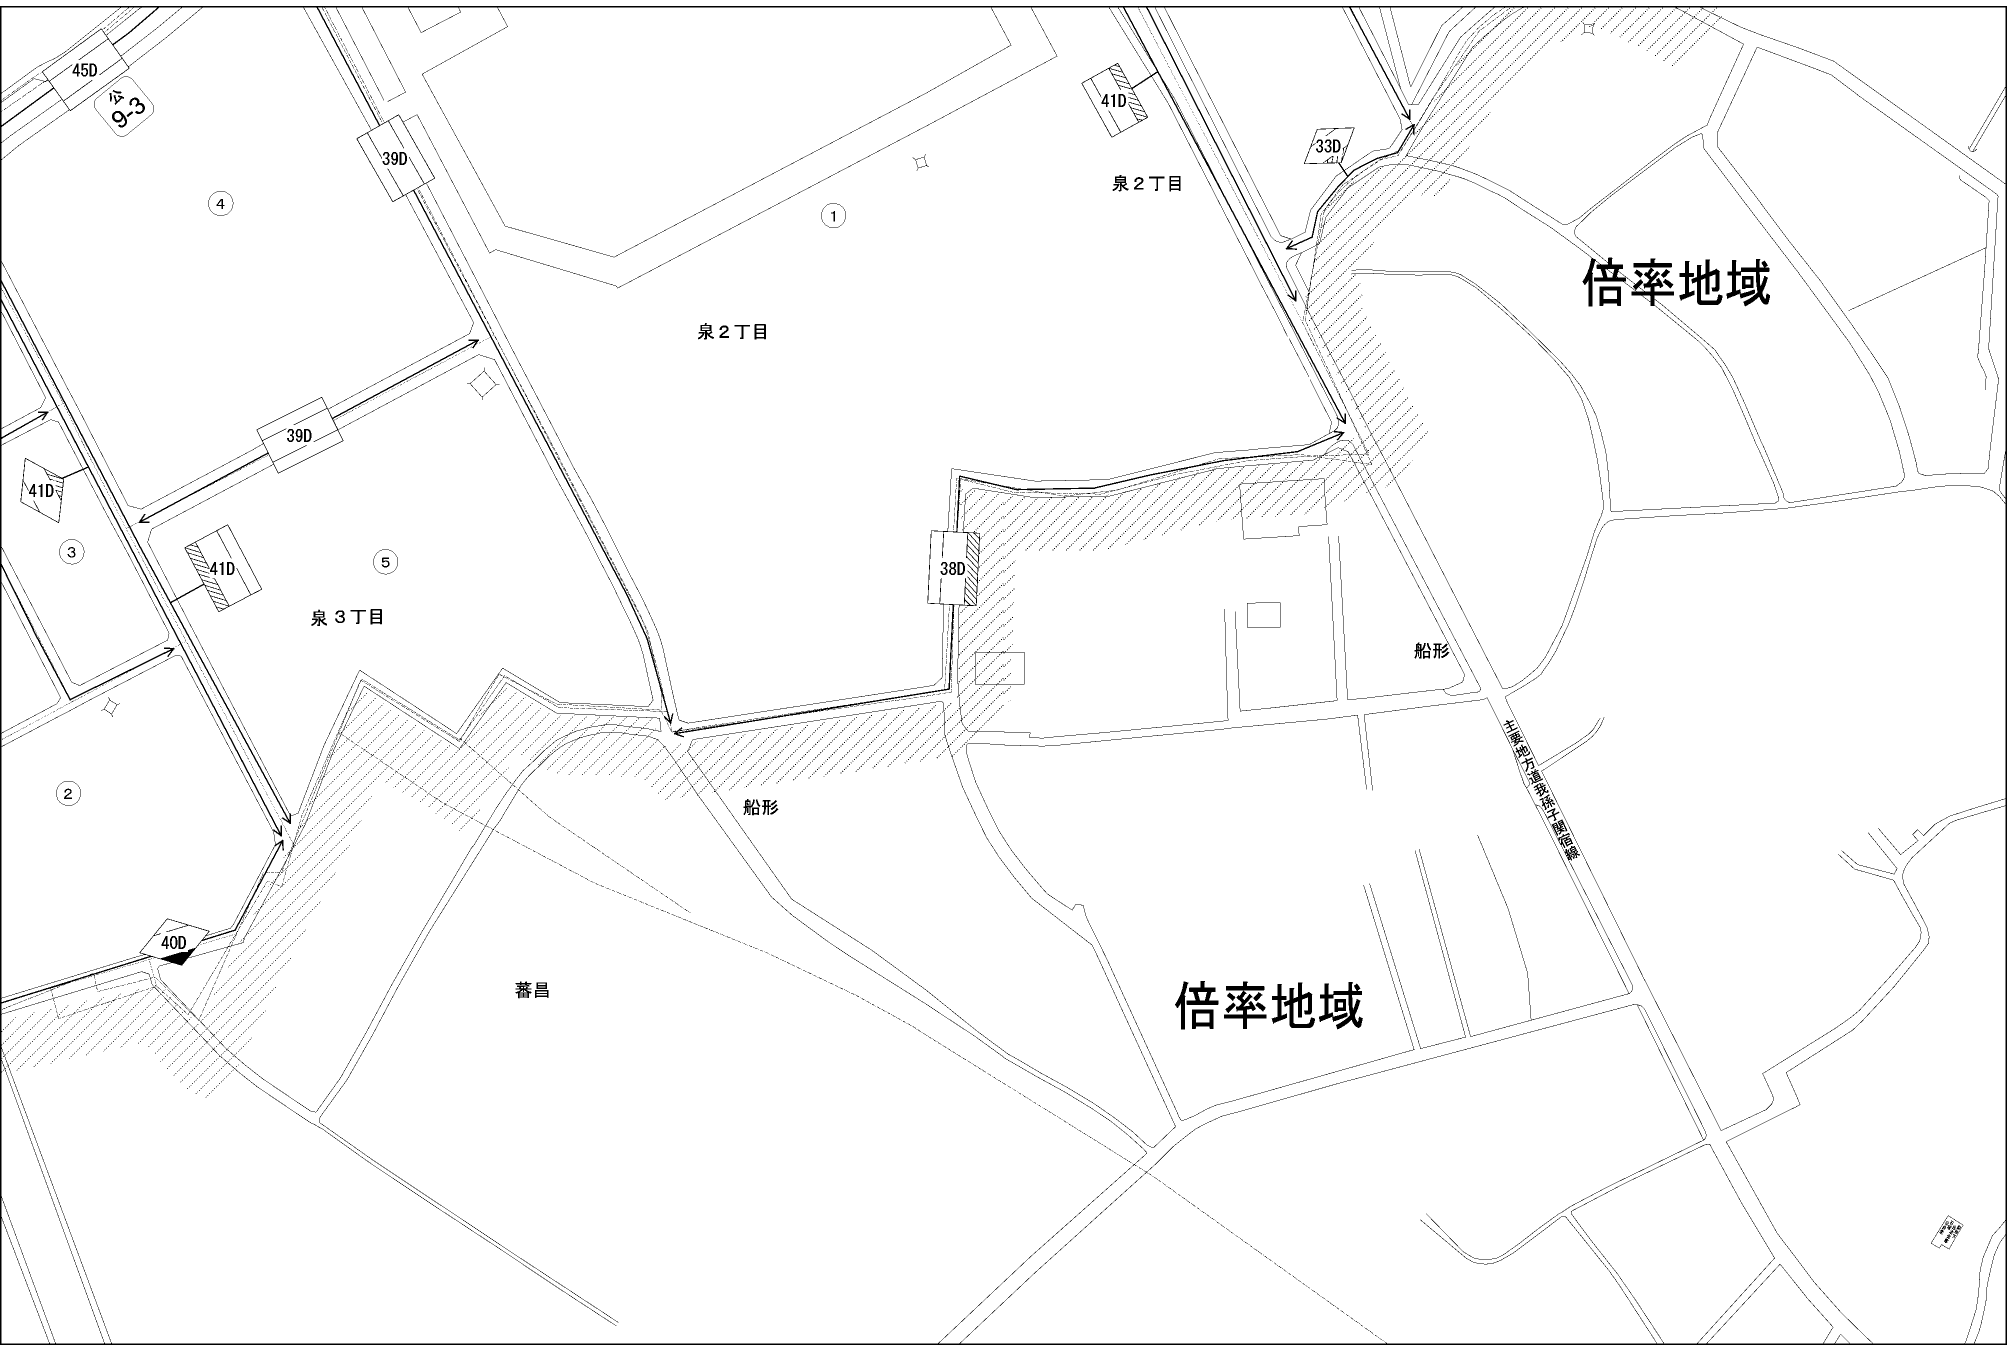 45D
公
9-3
39D
41D
33D
泉２丁目
④
①
倍率地域
泉２丁目
39D
41D
③
41D
⑤
38D
泉３丁目
船形
主要地方道我孫子関宿線
②
船形
40D
蕃昌
倍率地域